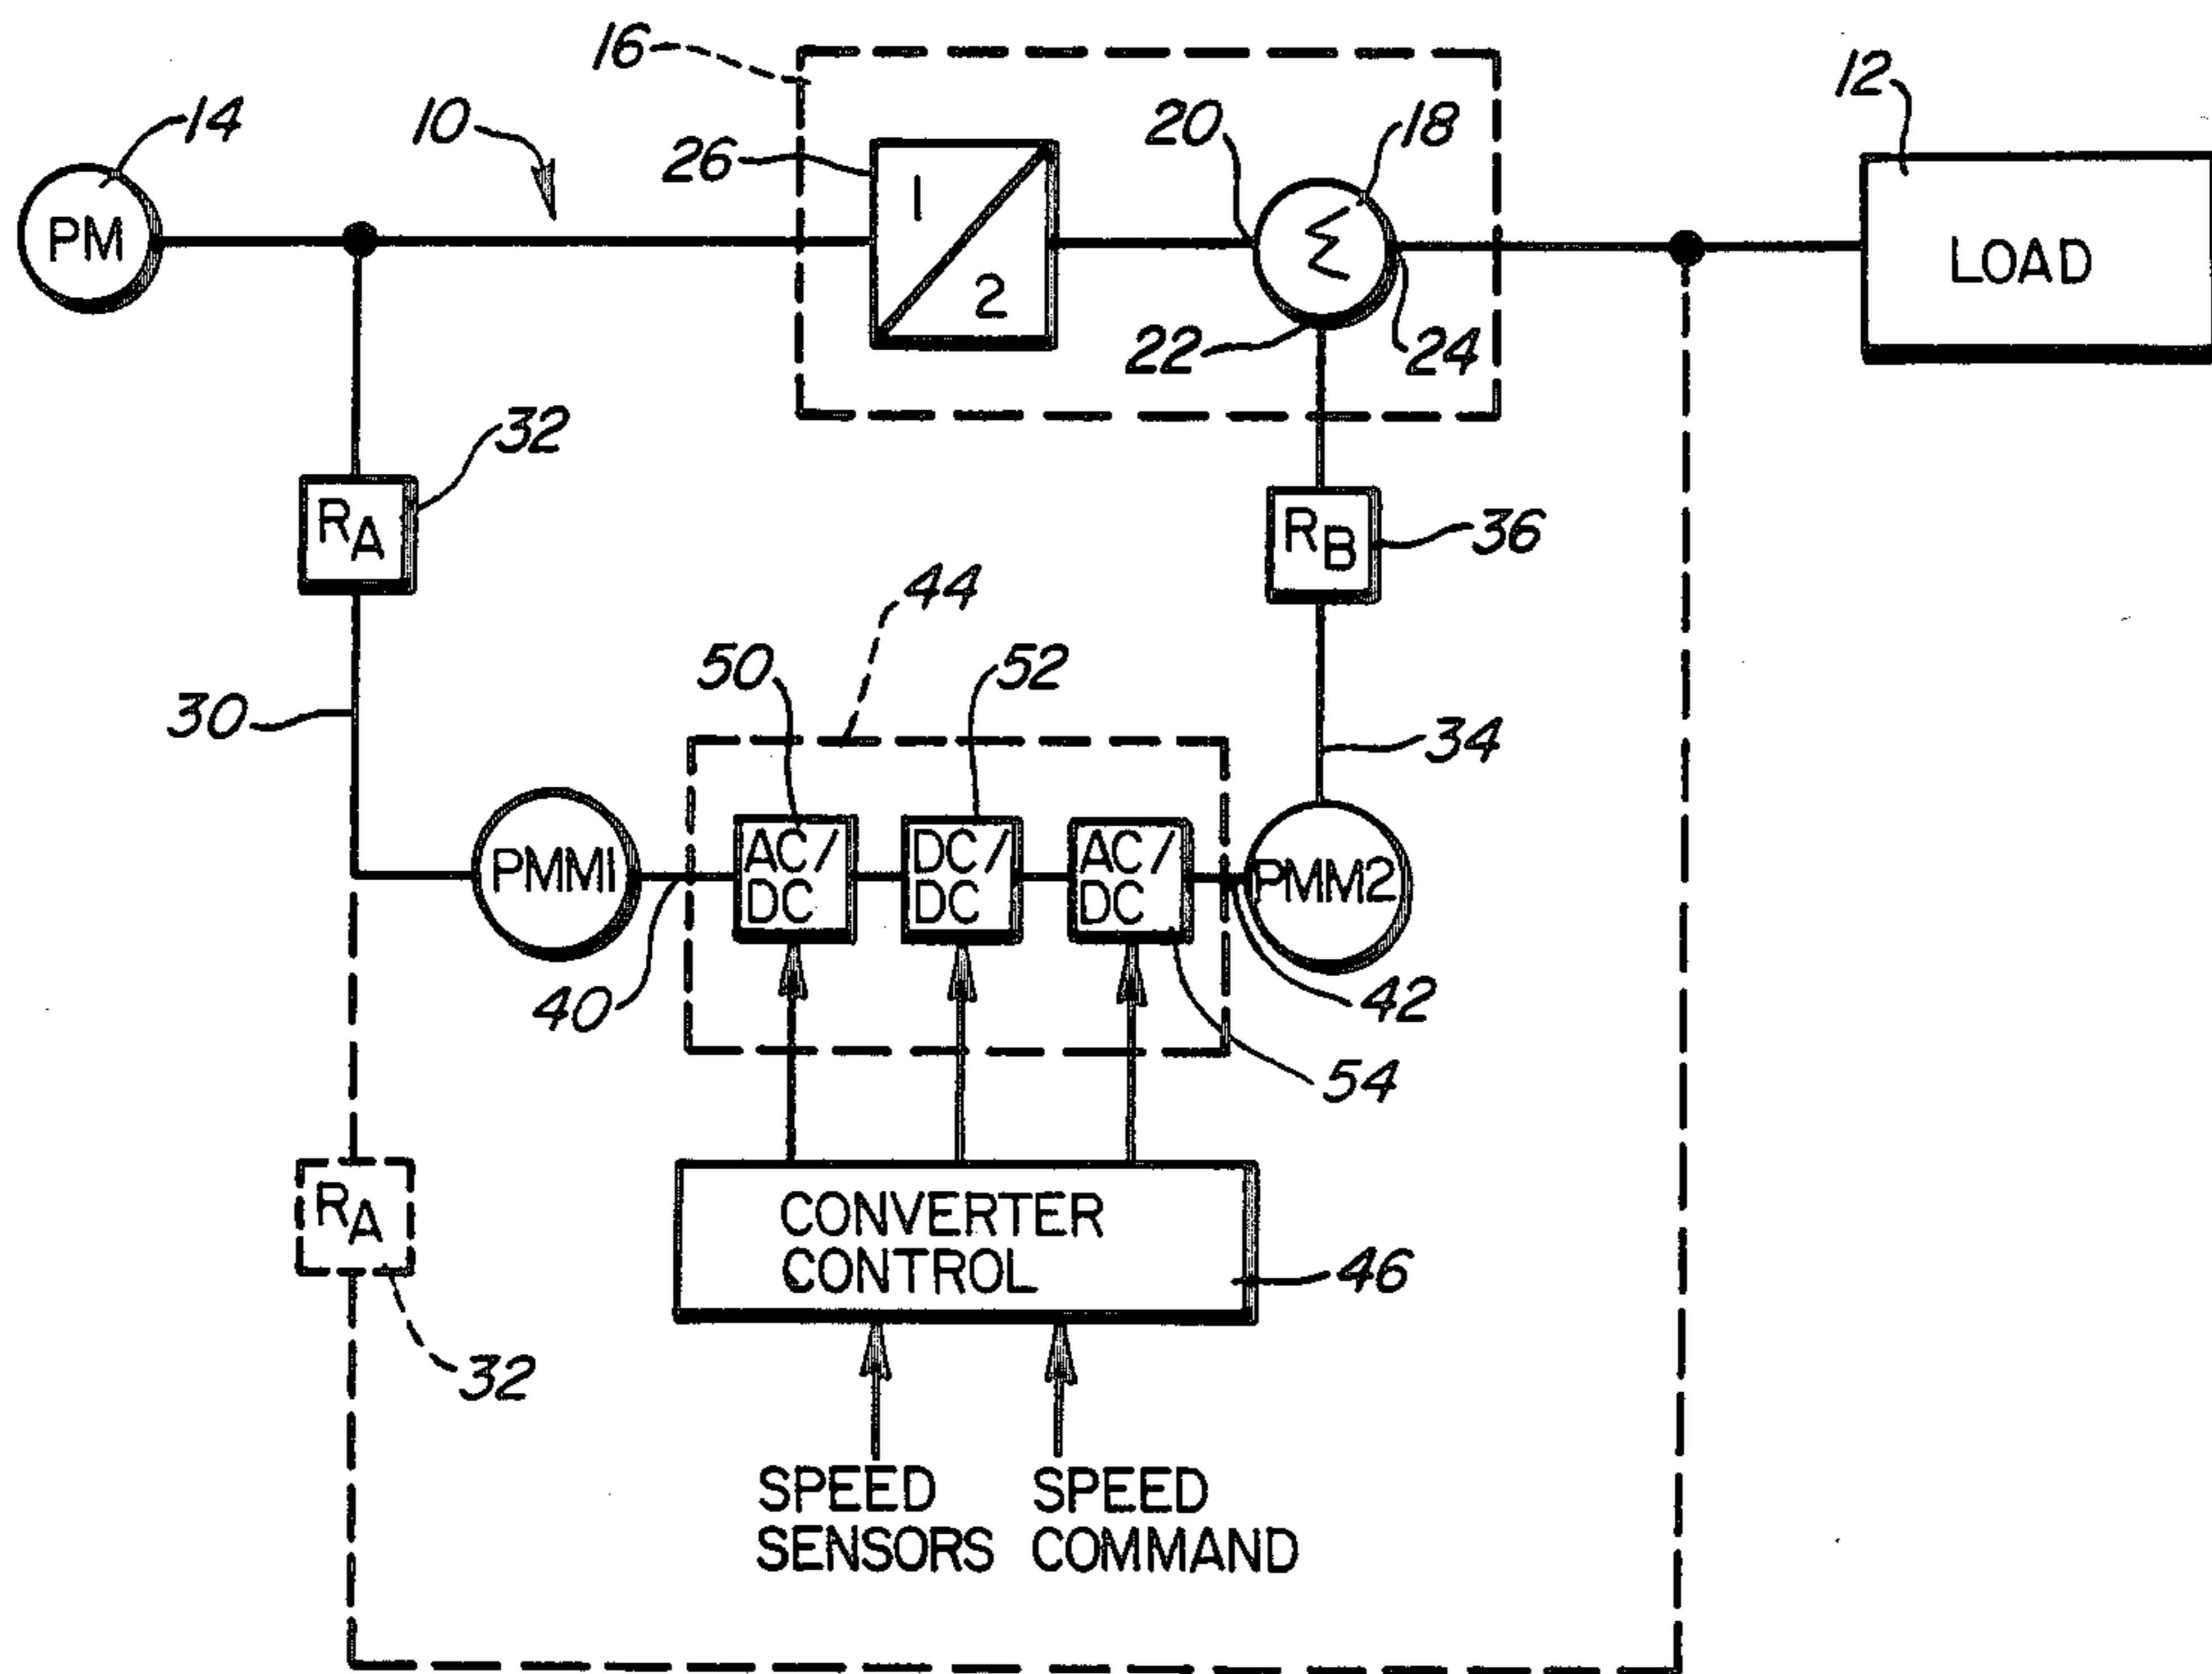 16
12
14
10
20
18
26
PM
1
2
Σ
LOAD
22
24
32
RA
RB
36
44
50
52
30
34
PMM1
AC/
DC
DC/
DC
AC/
DC
PMM2
40
42
54
RA
CONVERTER
CONTROL
46
32
SPEED
SENSORS
SPEED
COMMAND